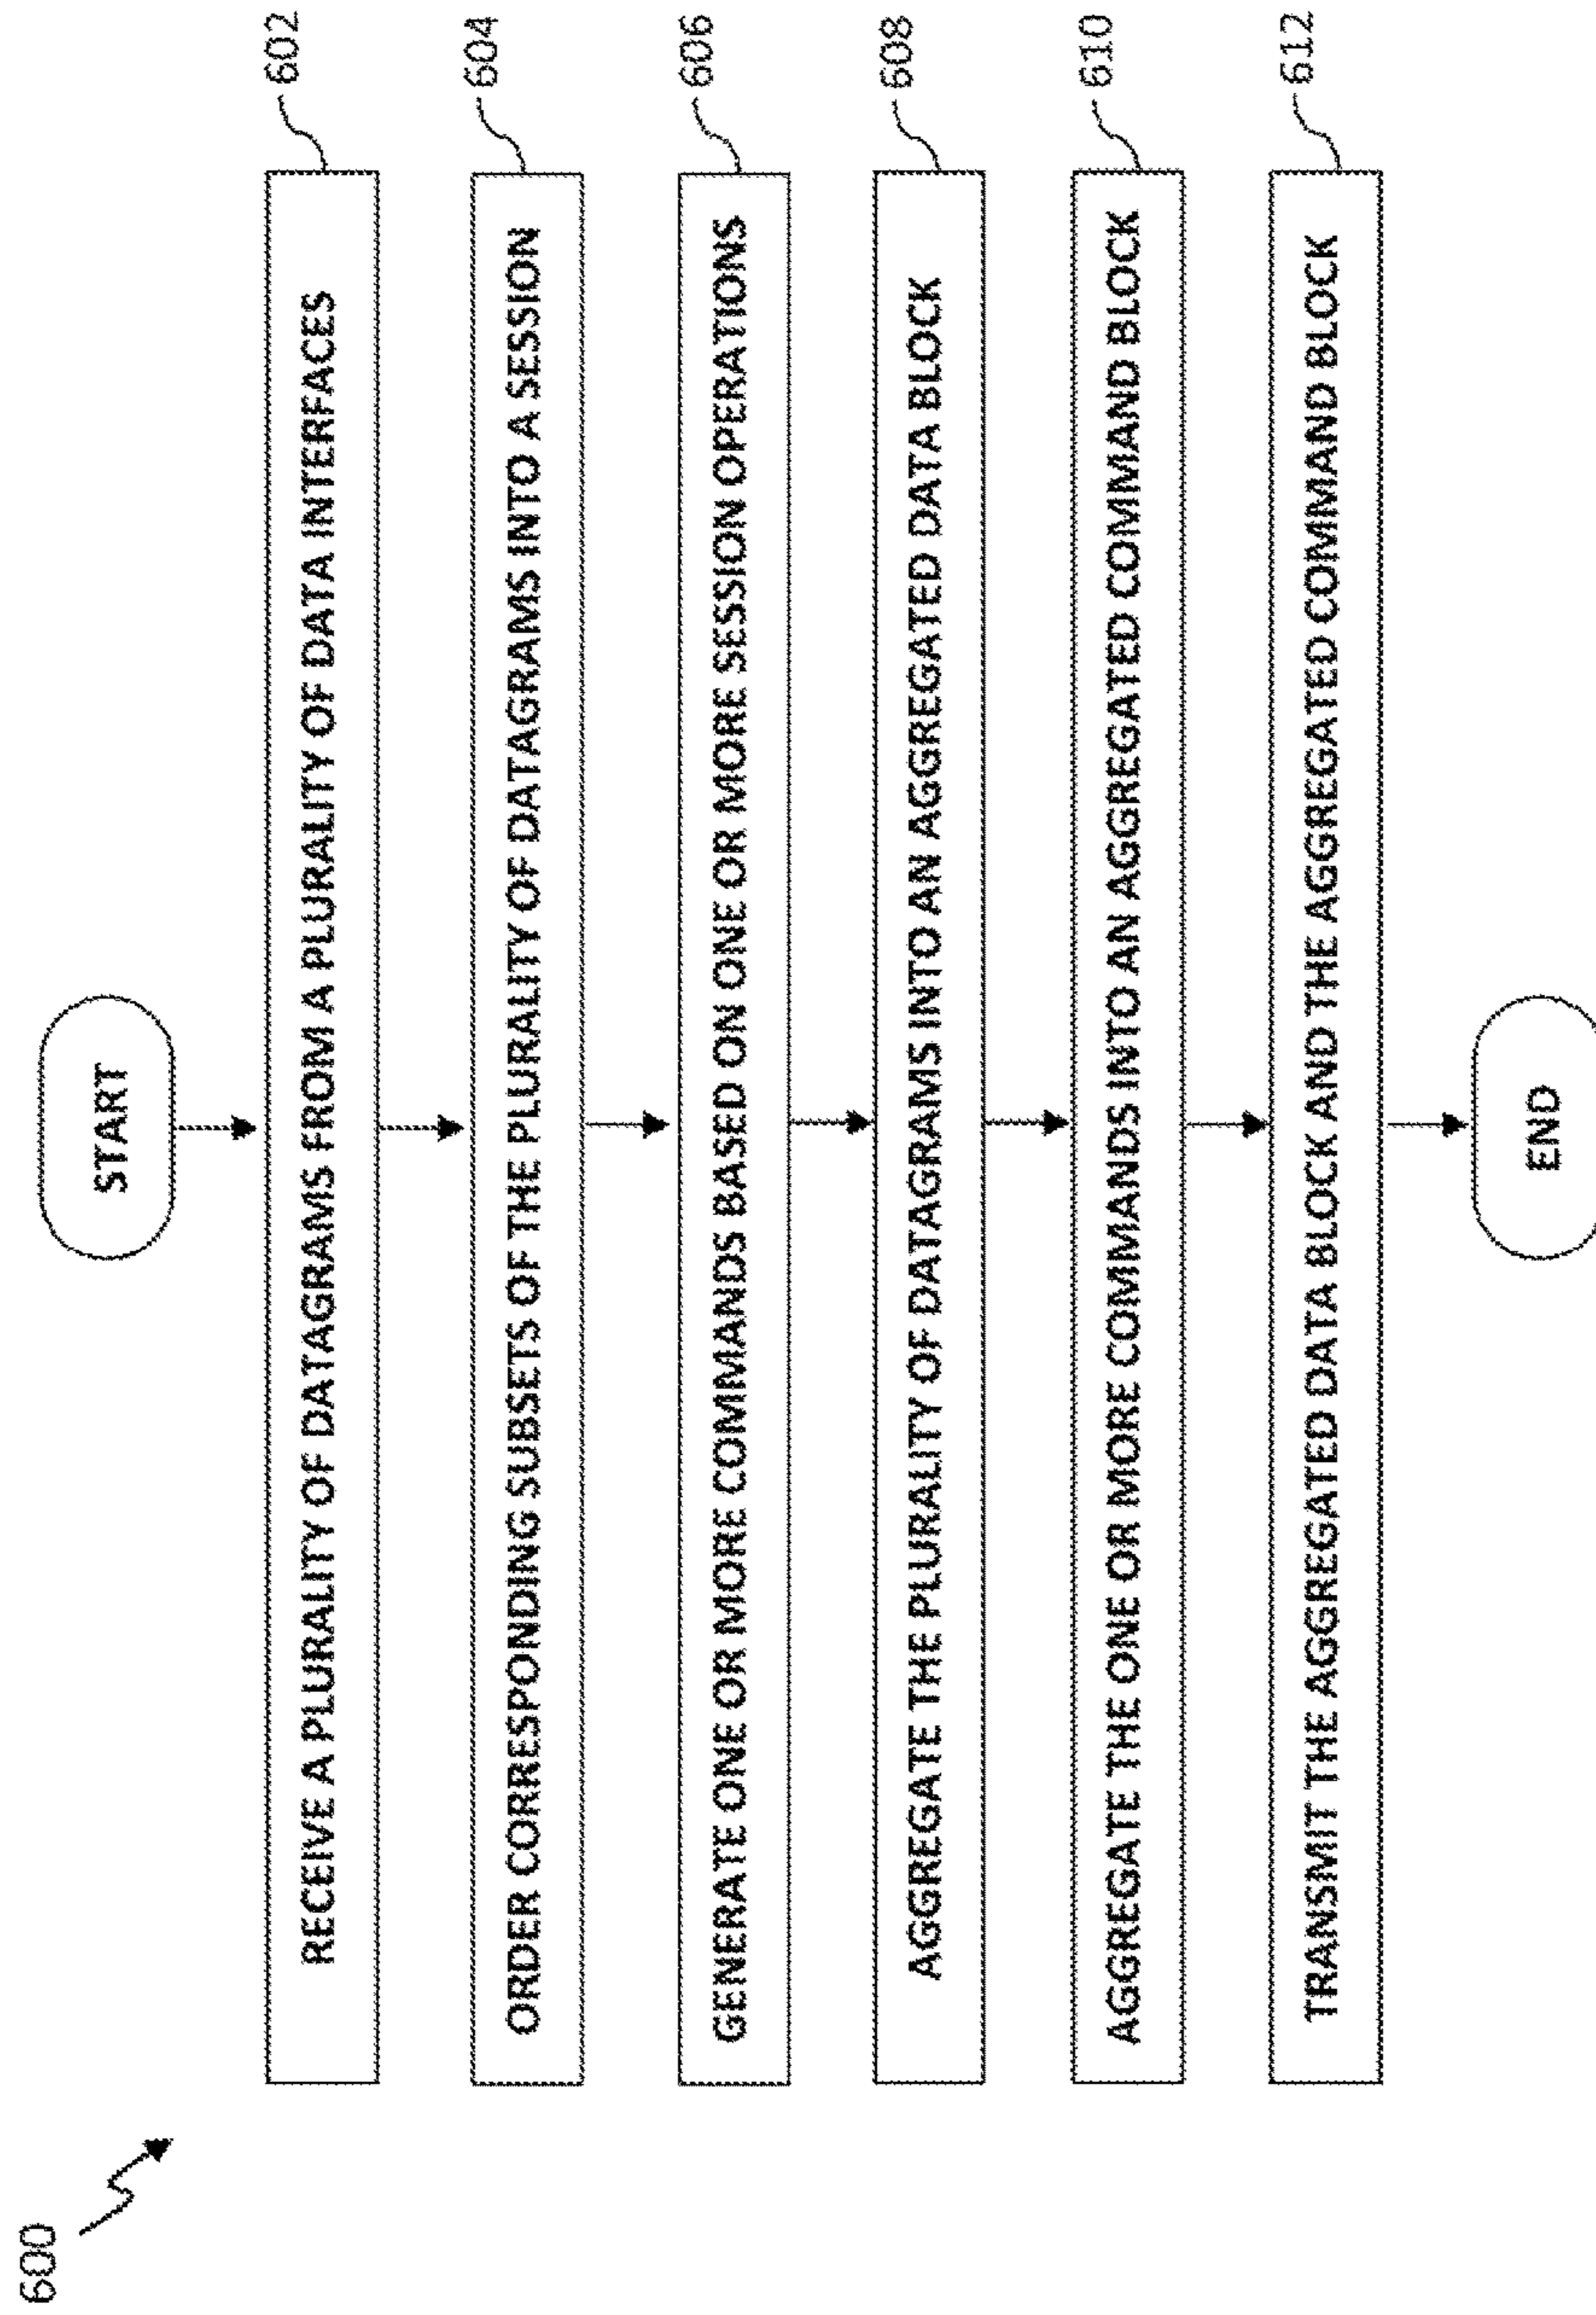 600
START
RECEIVE A PLURALITY OF DATAGRAMS FROM A PLURALITY OF DATA INTERFACES
602
ORDER CORRESPONDING SUBSETS OF THE PLURALITY OF DATAGRAMS INTO A SESSION
604
GENERATE ONE OR MORE COMMANDS BASED ON ONE OR MORE SESSION OPERATIONS
606
AGGREGATE THE PLURALITY OF DATAGRAMS INTO AN AGGREGATED DATA BLOCK
608
AGGREGATE THE ONE OR MORE COMMANDS INTO AN AGGREGATED COMMAND BLOCK
610
TRANSMIT THE AGGREGATED DATA BLOCK AND THE AGGREGATED COMMAND BLOCK
612
END